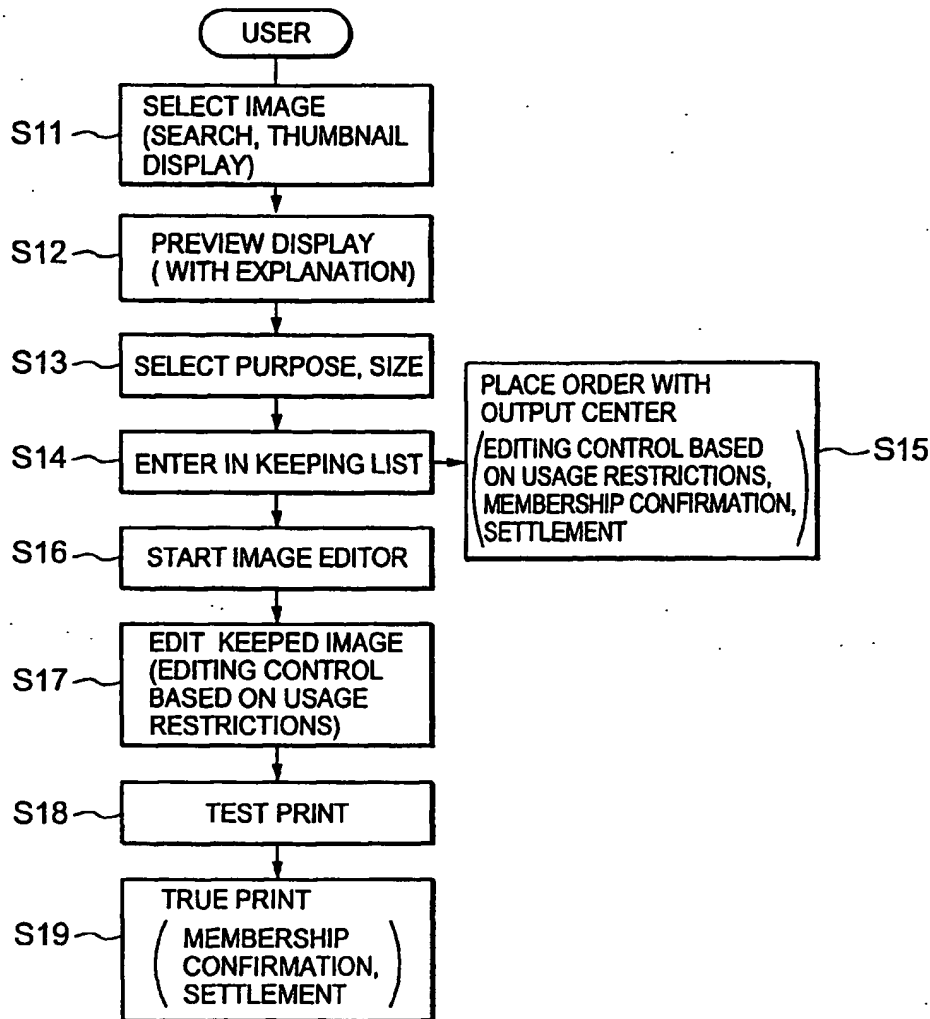 USER
S11
SELECT IMAGE
(SEARCH, THUMBNAIL
DISPLAY)
S12
PREVIEW DISPLAY
( WITH EXPLANATION)
S13
SELECT PURPOSE, SIZE
S14
ENTER IN KEEPING LIST
PLACE ORDER WITH
OUTPUT CENTER
(EDITING CONTROL BASED
ON USAGE RESTRICTIONS,
MEMBERSHIP CONFIRMATION,
SETTLEMENT)
S15
S16
START IMAGE EDITOR
S17
EDIT KEEPED IMAGE
(EDITING CONTROL
BASED ON USAGE
RESTRICTIONS)
S18
TEST PRINT
S19
TRUE PRINT
(MEMBERSHIP
CONFIRMATION,
SETTLEMENT)